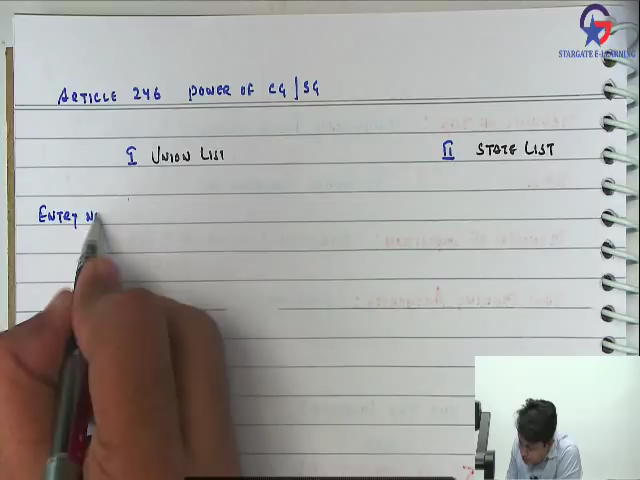 STARGATE E-LEARNING
ARTICLE 246 POWER OF CG|SG
I UNION LIST
II STATE LIST
ENTRY N